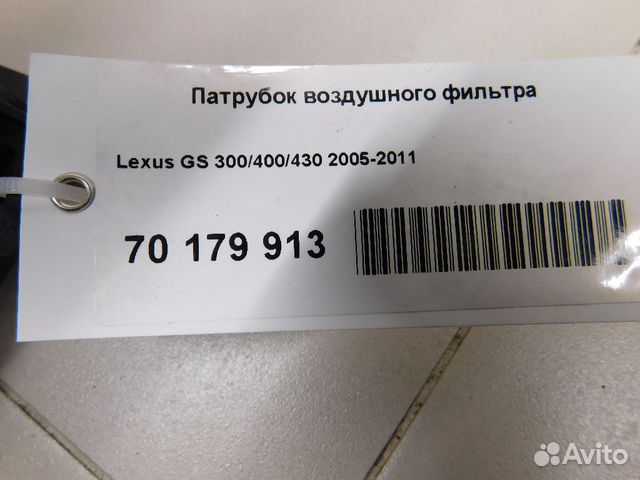 Патрубок воздушного фильтра
Lexus GS 300/400/430 2005-2011
70 179 913
Avito